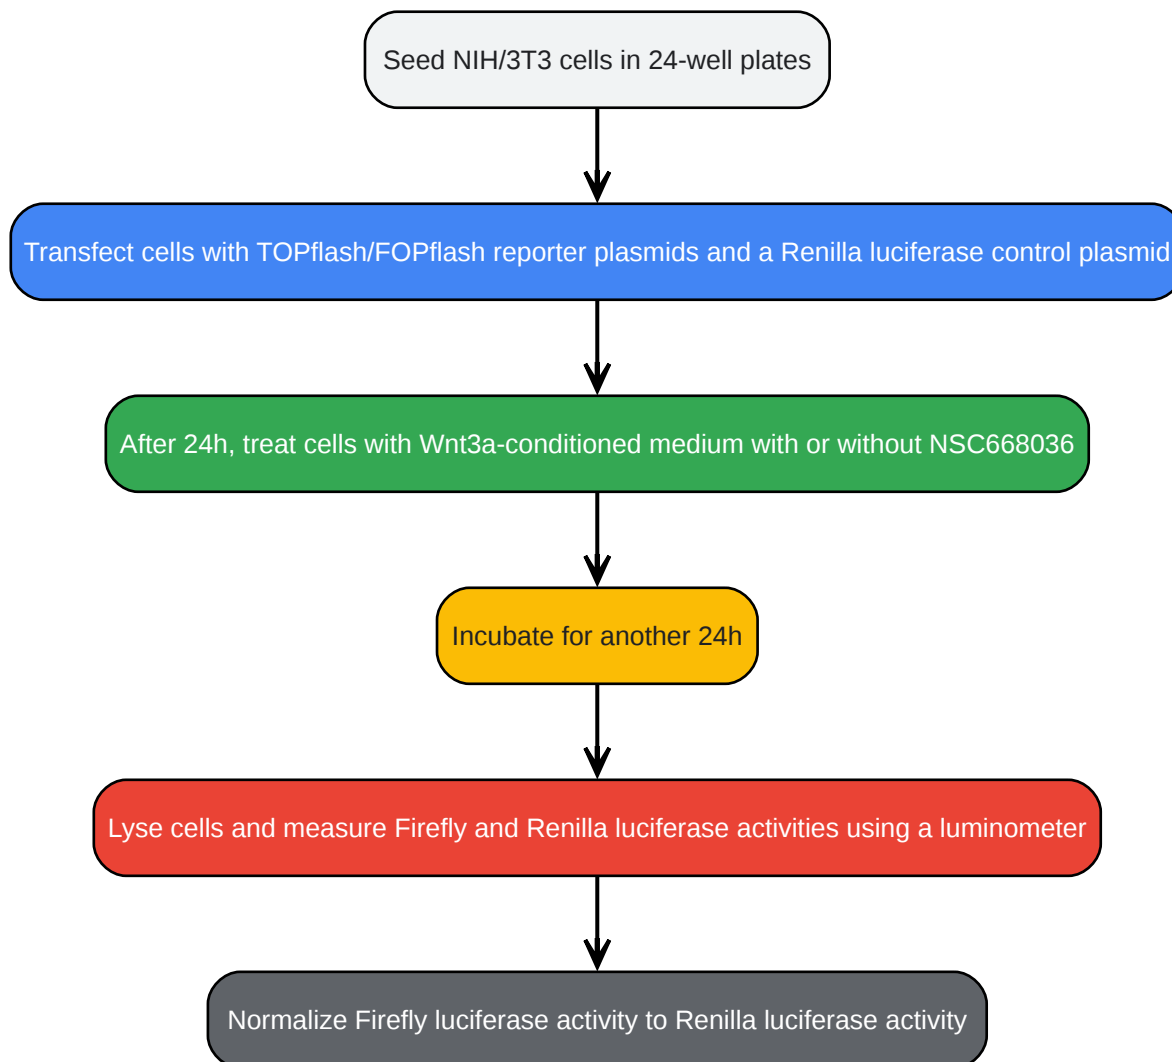 Seed NIH/3T3 cells in 24-well plates
Transfect cells with TOPflash/FOPflash reporter plasmids and a Renilla luciferase control plasmid
After 24h, treat cells with Wnt3a-conditioned medium with or without NSC668036
Incubate for another 24h
Lyse cells and measure Firefly and Renilla luciferase activities using a luminometer
Normalize Firefly luciferase activity to Renilla luciferase activity